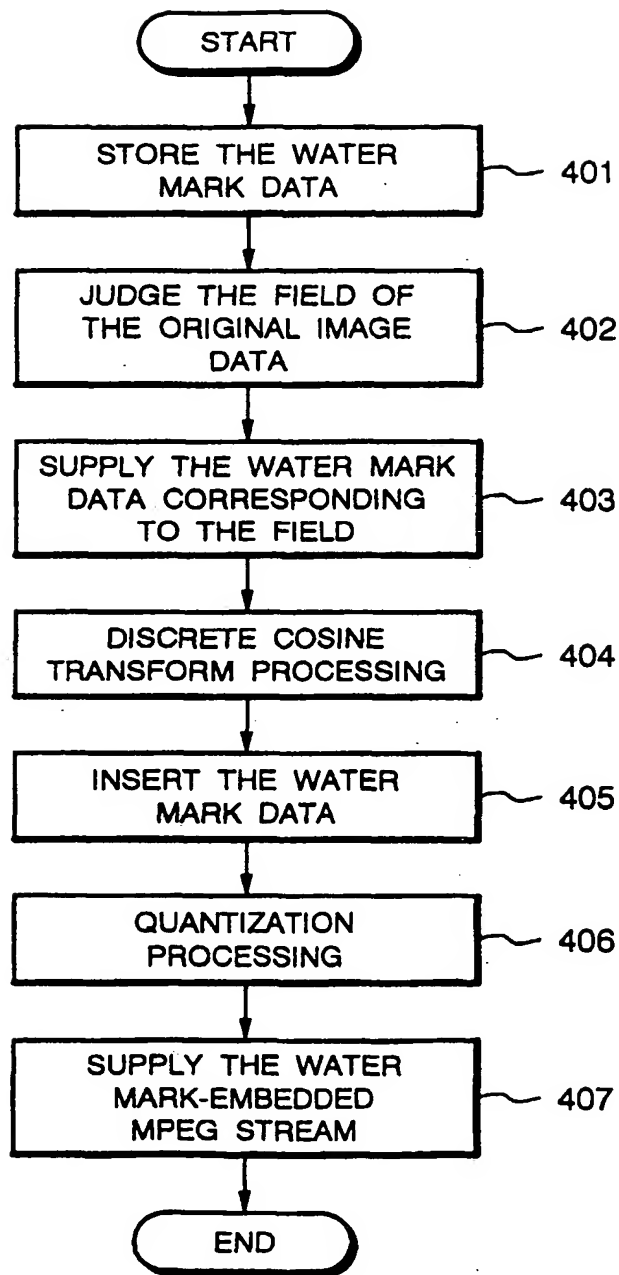 START
STORE THE WATER
MARK DATA
401
JUDGE THE FIELD OF
THE ORIGINAL IMAGE
DATA
402
SUPPLY THE WATER MARK
DATA CORRESPONDING
TO THE FIELD
403
DISCRETE COSINE
TRANSFORM PROCESSING
404
INSERT THE WATER
MARK DATA
405
QUANTIZATION
PROCESSING
406
SUPPLY THE WATER
MARK-EMBEDDED
MPEG STREAM
407
END